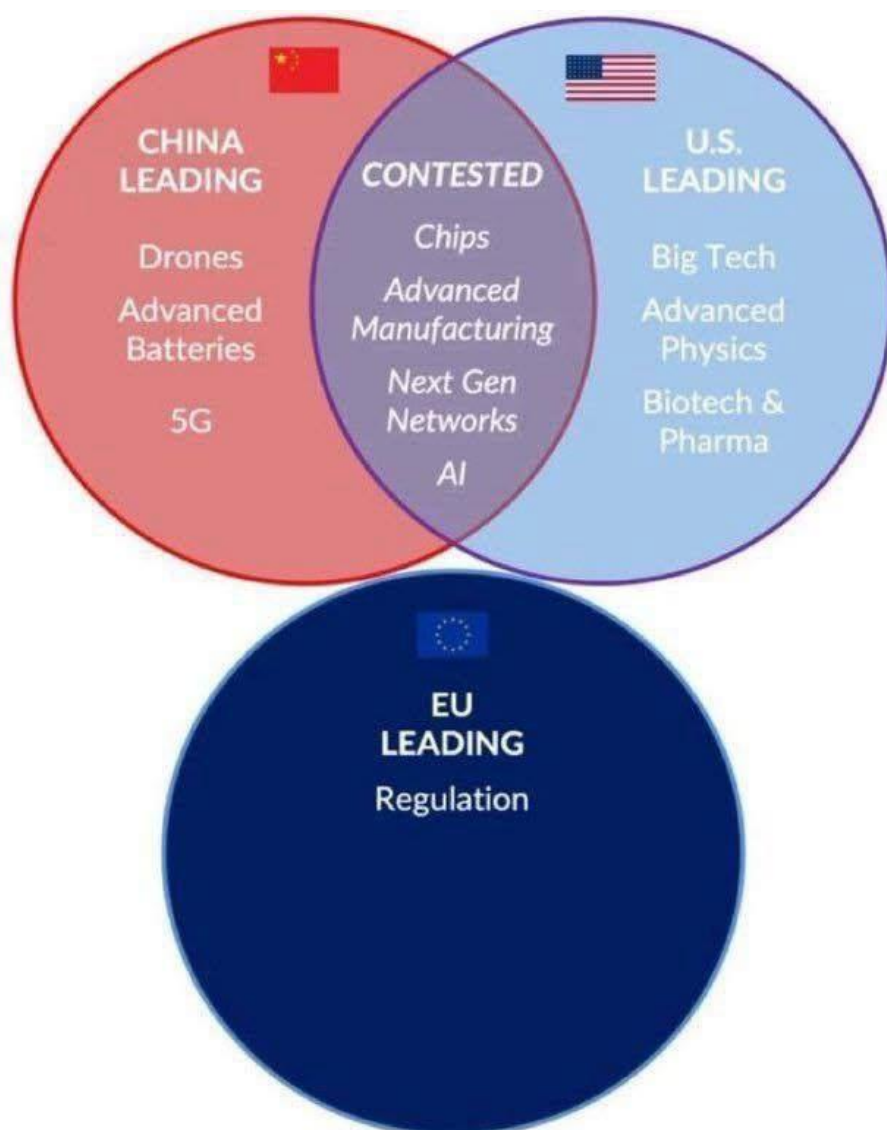 CHINA
LEADING
Drones
Advanced
Batteries
5G
CONTESTED
Chips
Advanced
Manufacturing
Next Gen
Networks
AI
U.S.
LEADING
Big Tech
Advanced
Physics
Biotech &
Pharma
EU
LEADING
Regulation